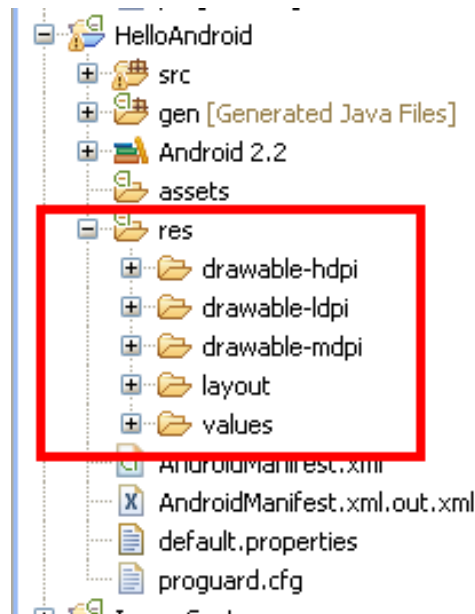 HelloAndroid
src
gen [Generated Java Files]
Android 2.2
assets
res
drawable-hdpi
drawable-ldpi
drawable-mdpi
layout
values
AndroidManifest.xml
AndroidManifest.xml.out.xml
default.properties
proguard.cfg